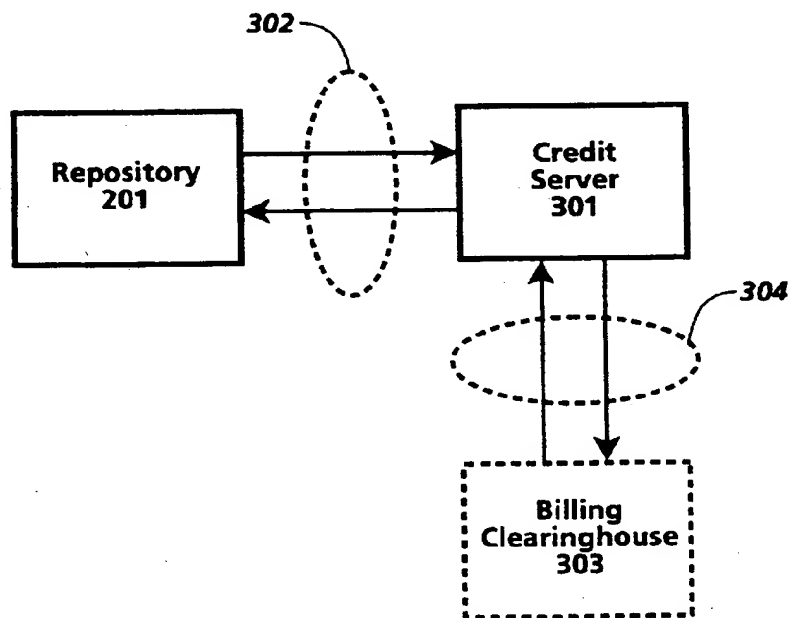 302
Repository
201
Credit
Server
301
304
Billing
Clearinghouse
303